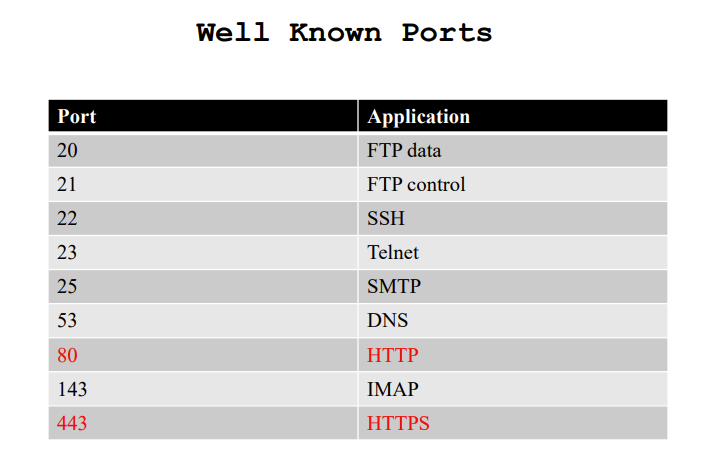 Well Known Ports
Port Application
20 FTP data
21 FTP control
22 SSH
23 Telnet
25 SMTP
53 DNS
80 HTTP
143 IMAP
443 HTTPS